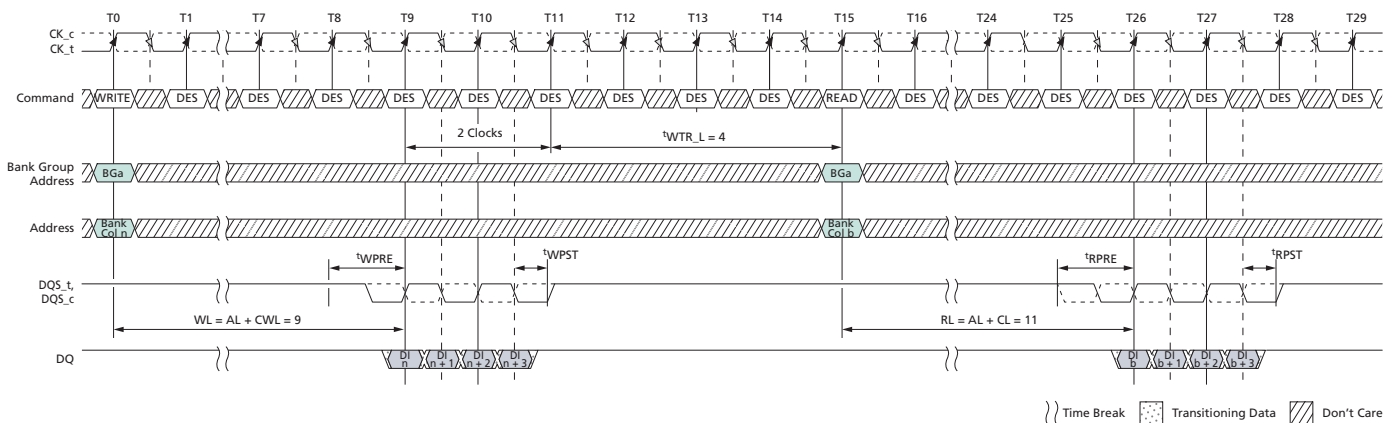 T0 T1 T7 T8 T9 T10 T11 T12 T13 T14 T15 T16 T24 T25 T26 T27 T28 T29
CK_c
CK_t
Command WRITE DES DES DES DES DES DES DES DES DES READ DES DES DES DES DES DES DES
2 Clocks tWTR_L = 4
Bank Group
Address BGa BGa
Address Bank
Col n Bank
Col b
tWPRE tWPST tRPRE tRPST
DQS_t,
DQS_c
WL = AL + CWL = 9 RL = AL + CL = 11
DQ DI
n DI
n + 1 DI
n + 2 DI
n + 3 DI
b DI
b + 1 DI
b + 2 DI
b + 3
Time Break Transitioning Data Don't Care